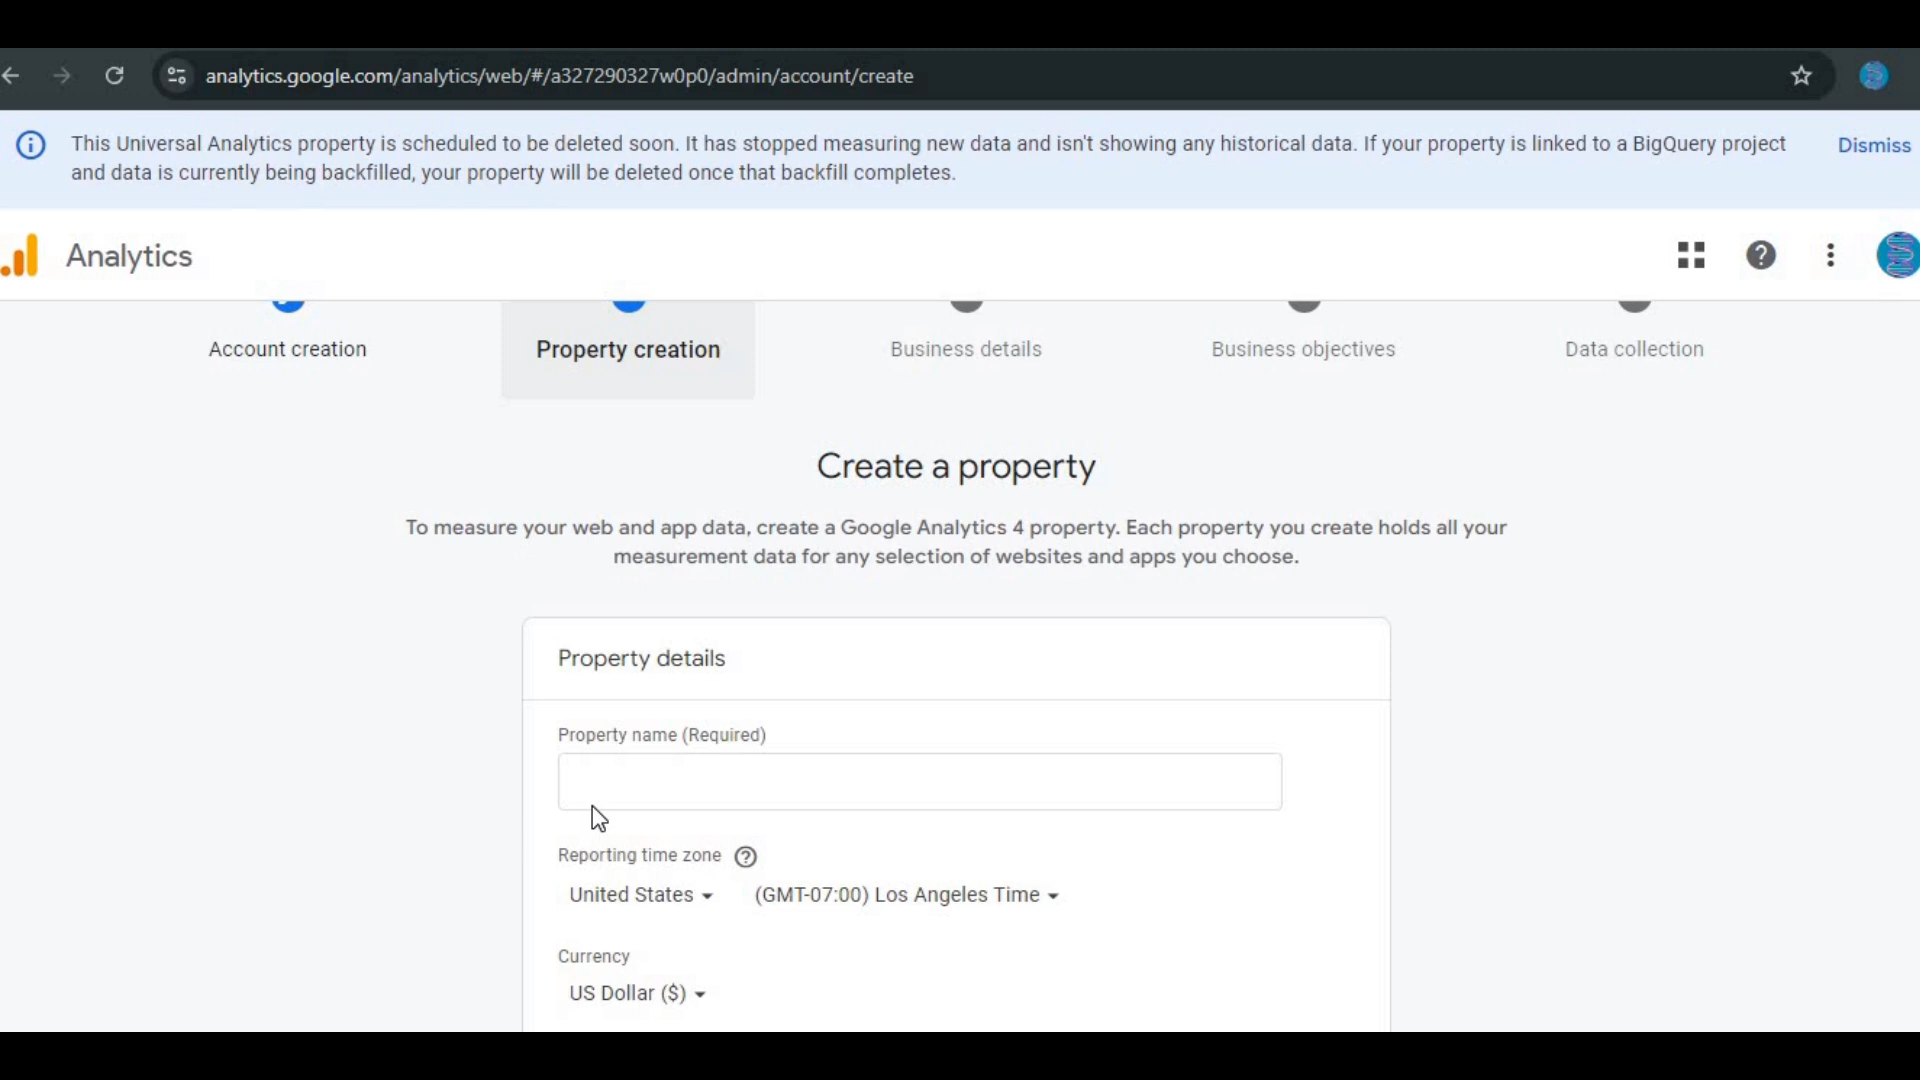 analytics.google.com/analytics/web/#/a327290327w0p0/admin/account/create
This Universal Analytics property is scheduled to be deleted soon. It has stopped measuring new data and isn't showing any historical data. If your property is linked to a BigQuery project
and data is currently being backfilled, your property will be deleted once that backfill completes.
Dismiss
Analytics
Account creation
Property creation
Business details
Business objectives
Data collection
Create a property
To measure your web and app data, create a Google Analytics 4 property. Each property you create holds all your
measurement data for any selection of websites and apps you choose.
Property details
Property name (Required)
Reporting time zone
United States (GMT-07:00) Los Angeles Time
Currency
US Dollar ($)